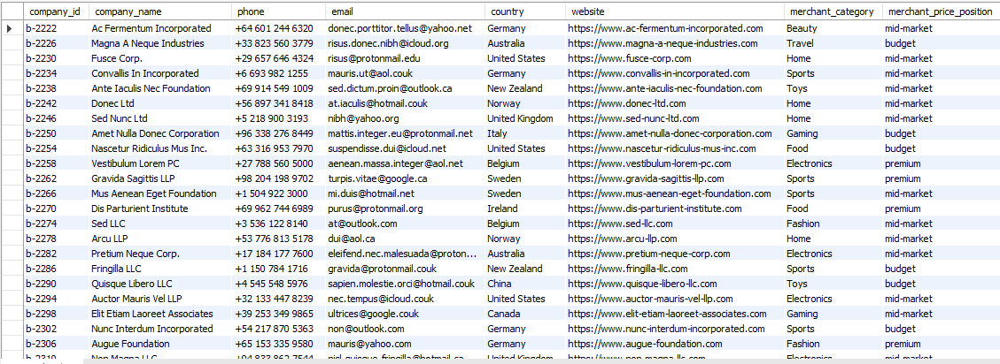 company_id company_name phone email country website merchant_category merchant_price_position
b-2222 Ac Fermentum Incorporated +64 601 244 6320 donec.porttitor.tellus@yahoo.net Germany https://www.ac-fermentum-incorporated.com Beauty mid-market
b-2226 Magna A Neque Industries +33 823 560 3779 risus.donec.nibh@icloud.org Australia https://www.magna-a-neque-industries.com Travel budget
b-2230 Fusce Corp. +29 657 646 4324 risus@protonmail.edu United States https://www.fusce-corp.com Home mid-market
b-2234 Convallis In Incorporated +6 693 982 1255 mauris.ut@aol.couk Germany https://www.convallis-in-incorporated.com Sports mid-market
b-2238 Ante Iaculis Nec Foundation +69 914 549 1009 sed.dictum.proin@outlook.ca New Zealand https://www.ante-iaculis-nec-foundation.com Toys mid-market
b-2242 Donec Ltd +56 897 341 8418 at.iaculis@hotmail.couk Norway https://www.donec-ltd.com Home mid-market
b-2246 Sed Nunc Ltd +5 218 900 3193 nibh@yahoo.org United Kingdom https://www.sed-nunc-ltd.com Home mid-market
b-2250 Amet Nulla Donec Corporation +96 338 276 8449 mattis.integer.eu@protonmail.net Italy https://www.amet-nulla-donec-corporation.com Gaming budget
b-2254 Nascetur Ridiculus Mus Inc. +63 316 953 7970 suspendisse.dui@icloud.net United States https://www.nascetur-ridiculus-mus-inc.com Food budget
b-2258 Vestibulum Lorem PC +27 788 560 5000 aenean.massa.integer@aol.net Belgium https://www.vestibulum-lorem-pc.com Electronics premium
b-2262 Gravida Sagittis LLP +98 204 198 9702 turpis.vitae@google.ca Sweden https://www.gravida-sagittis-llp.com Sports premium
b-2266 Mus Aenean Eget Foundation +1 504 922 3000 mi.duis@hotmail.net Sweden https://www.mus-aenean-eget-foundation.com Sports mid-market
b-2270 Dis Parturient Institute +69 962 744 6989 purus@protonmail.org Ireland https://www.dis-parturient-institute.com Food premium
b-2274 Sed LLC +3 536 122 8140 at@outlook.com Belgium https://www.sed-llc.com Fashion mid-market
b-2278 Arcu LLP +53 776 813 5178 dui@aol.ca Norway https://www.arcu-llp.com Home mid-market
b-2282 Pretium Neque Corp. +17 184 177 7600 eleifend.nec.malesuada@proton... Australia https://www.pretium-neque-corp.com Electronics mid-market
b-2286 Fringilla LLC +1 150 784 1716 gravida@protonmail.couk New Zealand https://www.fringilla-llc.com Sports budget
b-2290 Quisque Libero LLC +4 545 548 5976 sapien.molestie.orci@hotmail.couk China https://www.quisque-libero-llc.com Toys budget
b-2294 Auctor Mauris Vel LLP +32 133 447 8239 nec.tempus@icloud.couk United States https://www.auctor-mauris-vel-llp.com Electronics mid-market
b-2298 Elit Etiam Laoreet Associates +39 253 349 9865 ultrices@google.couk Canada https://www.elit-etiam-laoreet-associates.com Gaming mid-market
b-2302 Nunc Interdum Incorporated +54 217 870 5363 non@outlook.com Germany https://www.nunc-interdum-incorporated.com Sports budget
b-2306 Augue Foundation +65 153 335 9580 mauris@yahoo.com Germany https://www.augue-foundation.com Fashion premium
b-2310 Non Magna LLC +94 833 862 7544 nisl.quisque.fringilla@hotmail.ca United States https://www.non-magna-llc.com Electronics budget